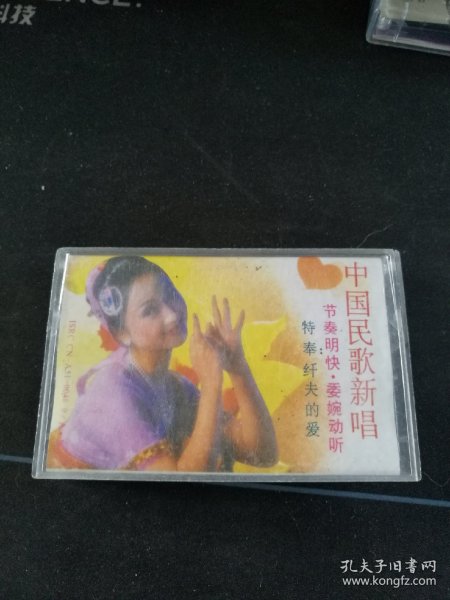 科技
中国民歌新唱
节奏明快·委婉动听
特奉:纤夫的爱
孔夫子旧书网
www.kongfz.com